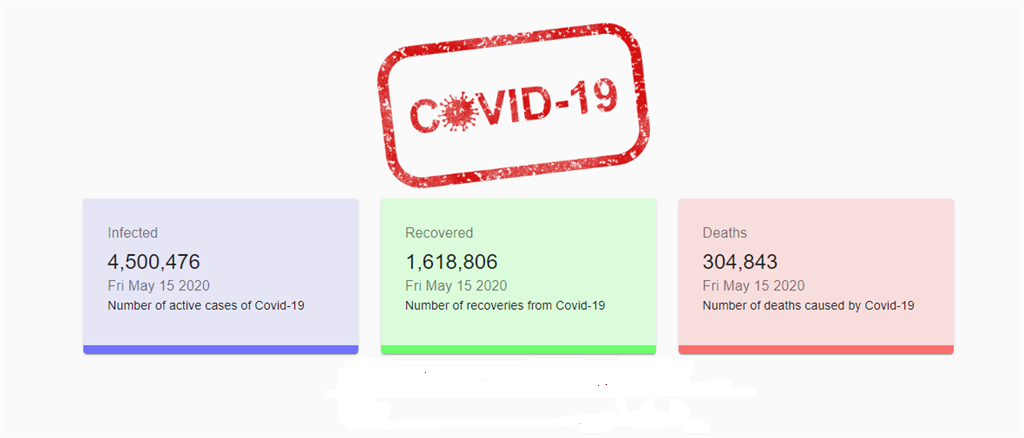 COVID-19
Infected
4,500,476
Fri May 15 2020
Number of active cases of Covid-19
Recovered
1,618,806
Fri May 15 2020
Number of recoveries from Covid-19
Deaths
304,843
Fri May 15 2020
Number of deaths caused by Covid-19